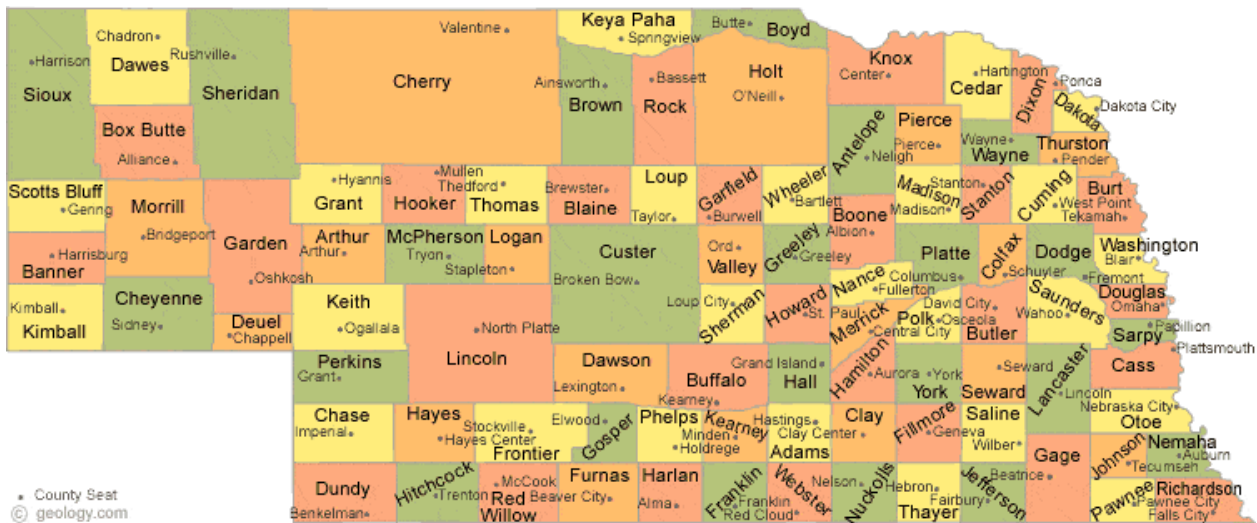 Keya Paha
Butte
Boyd
Chadron
Valentine
Springview
Knox
Rushville
Harrison
Dawes
Cherry
Ainsworth
Bassett
Holt
Center
Hartington
Ponca
Sioux
Sheridan
Brown
Rock
O'Neill
Cedar
Dixon
Dakota
Dakota City
Box Butte
Alliance
Antelope
Neligh
Pierce
Pierce
Wayne
Wayne
Thurston
Pender
Scotts Bluff
Gering
Morrill
Bridgeport
Hyannis
Grant
Mullen
Hooker
Thedford
Thomas
Brewster
Blaine
Loup
Taylor
Garfield
Burwell
Wheeler
Bartlett
Boone
Albion
Madison
Madison
Stanton
Stanton
Cuming
West Point
Burt
Tekamah
Harrisburg
Banner
Garden
Oshkosh
Arthur
Arthur
McPherson
Tryon
Logan
Stapleton
Custer
Broken Bow
Ord
Valley
Greeley
Greeley
Platte
Columbus
Colfax
Schuyler
Dodge
Fremont
Washington
Blair
Kimball
Kimball
Cheyenne
Sidney
Deuel
Chappell
Keith
Ogallala
North Platte
Lincoln
Loup City
Sherman
Howard
St. Paul
Nance
Fullerton
Merrick
Central City
Polk
Osceola
David City
Butler
Saunders
Wahoo
Douglas
Omaha
Papillion
Sarpy
Plattsmouth
Cass
Perkins
Grant
Dawson
Lexington
Buffalo
Kearney
Grand Island
Hall
Hamilton
Aurora
York
York
Seward
Seward
Lancaster
Lincoln
Nebraska City
Otoe
Chase
Imperial
Hayes
Hayes Center
Stockville
Frontier
Elwood
Gosper
Phelps
Holdrege
Kearney
Minden
Hastings
Adams
Clay
Clay Center
Fillmore
Geneva
Saline
Wilber
Gage
Beatrice
Johnson
Tecumseh
Nemaha
Auburn
Dundy
Benkelman
Hitchcock
Trenton
McCook
Red
Willow
Furnas
Beaver City
Harlan
Alma
Franklin
Franklin
Webster
Red Cloud
Nelson
Nuckolls
Hebron
Thayer
Jefferson
Fairbury
Pawnee
Pawnee City
Richardson
Falls City
County Seat
© geology.com